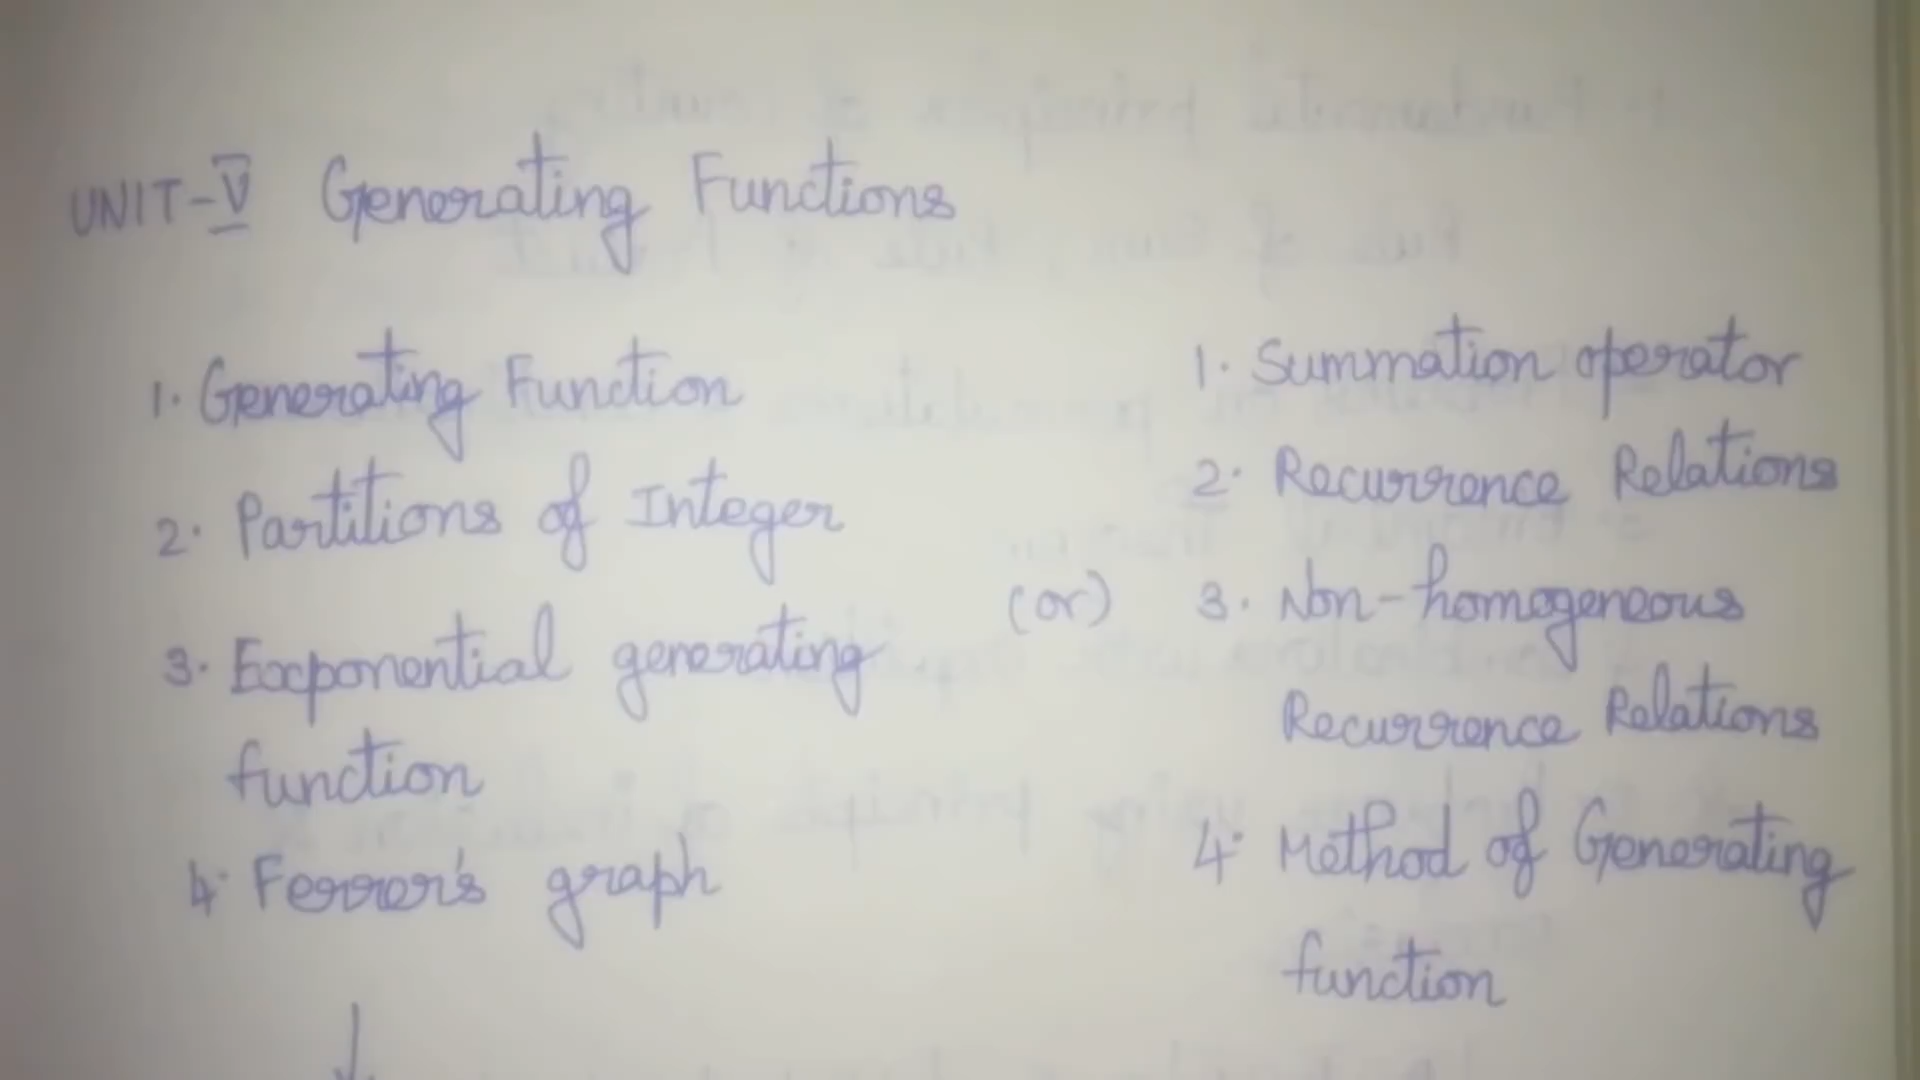 UNIT-V Generating Functions
1. Generating Function
2. Partitions of Integer
3. Exponential generating
function
4. Ferrer's graph
(or)
1. Summation operator
2. Recurrence Relations
3. Non-homogeneous
Recurrence Relations
4. Method of Generating
function